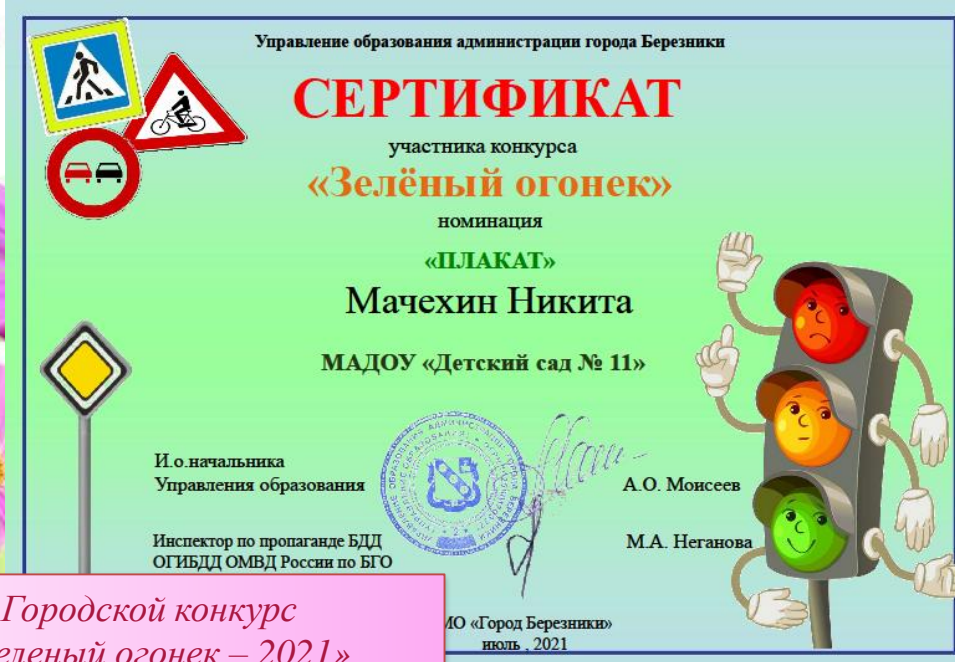 Управление образования администрации города Березники
СЕРТИФИКАТ
участника конкурса
«Зелёный огонек»
номинация
«ПЛАКАТ»
Мачехин Никита
МАДОУ «Детский сад № 11»
И.о.начальника
Управления образования
А.О. Моисеев
Инспектор по пропаганде БДД
ОГИБДД ОМВД России по БГО
М.А. Неганова
МО «Город Березники»
июль , 2021
Городской конкурс
огонек – 2021»